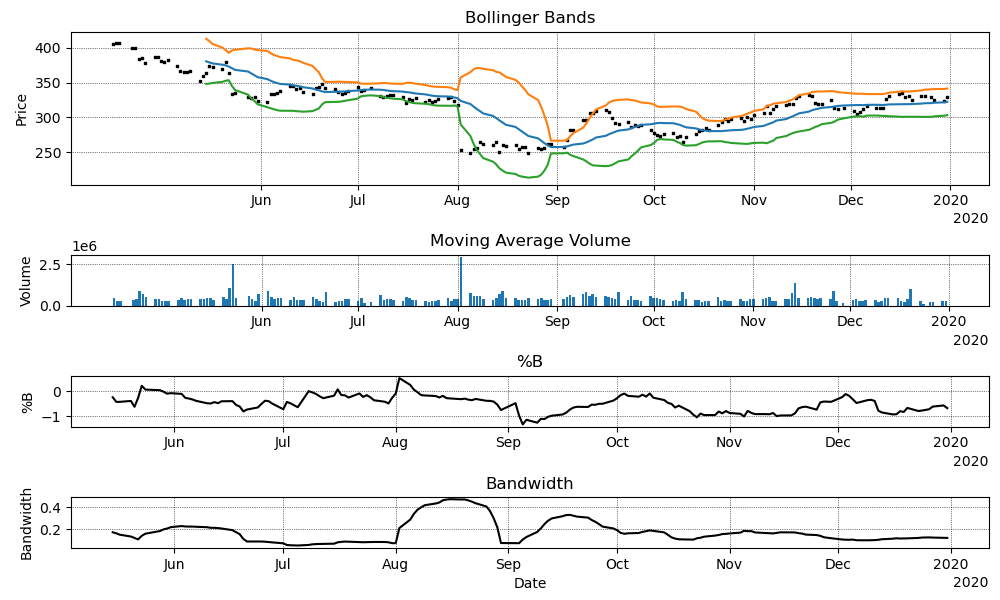 Bollinger Bands
400
350
300
250
Price
Jun Jul Aug Sep Oct Nov Dec 2020
2020
Moving Average Volume
1e6
2.5
0.0
Volume
Jun Jul Aug Sep Oct Nov Dec 2020
2020
%B
0
−1
%B
Jun Jul Aug Sep Oct Nov Dec 2020
2020
Bandwidth
0.4
0.2
Bandwidth
Jun Jul Aug Sep Oct Nov Dec 2020
Date
2020